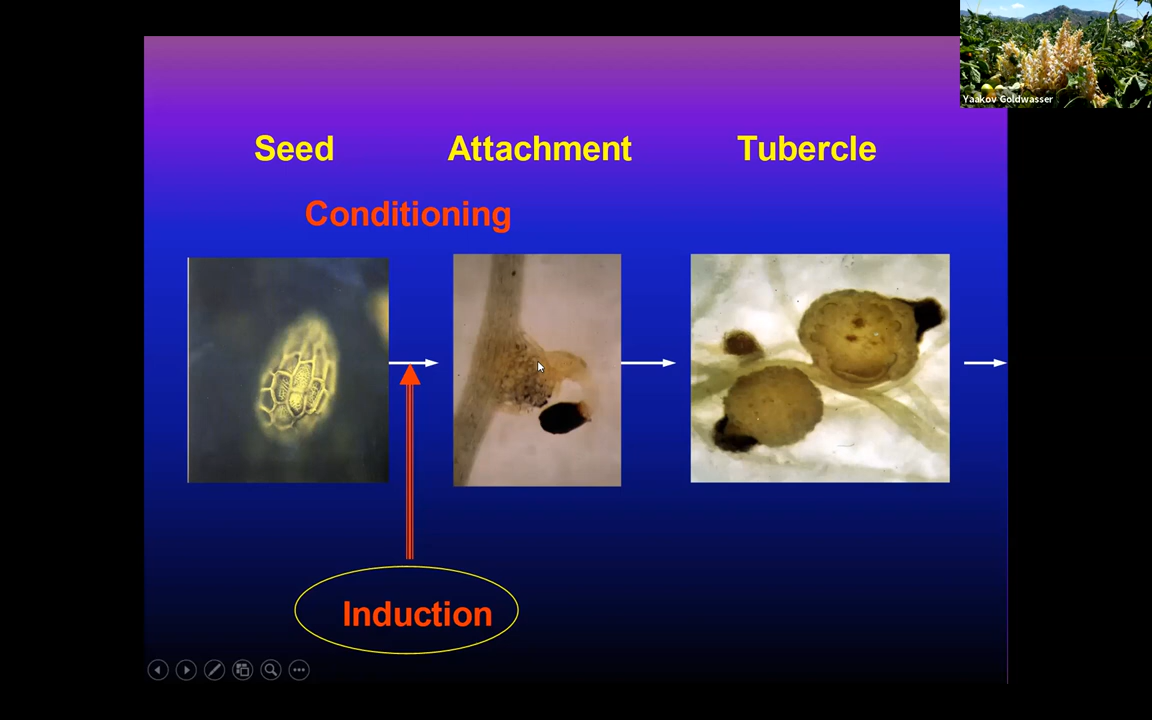 Yaakov Goldwasser
Seed Attachment Tubercle
Conditioning
Induction